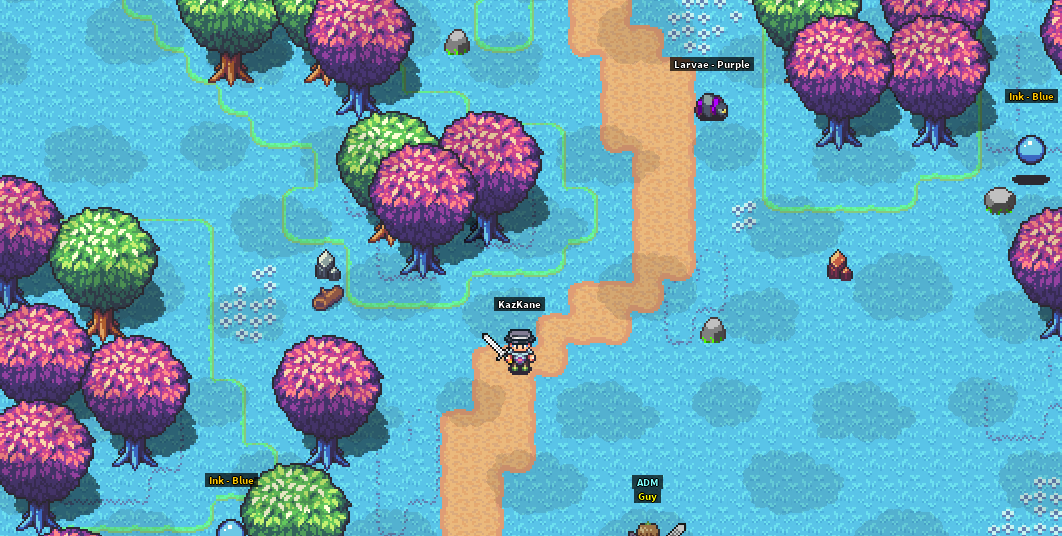 Larvae - Purple
Ink - Blue
KazKane
Ink - Blue
ADM
Guy